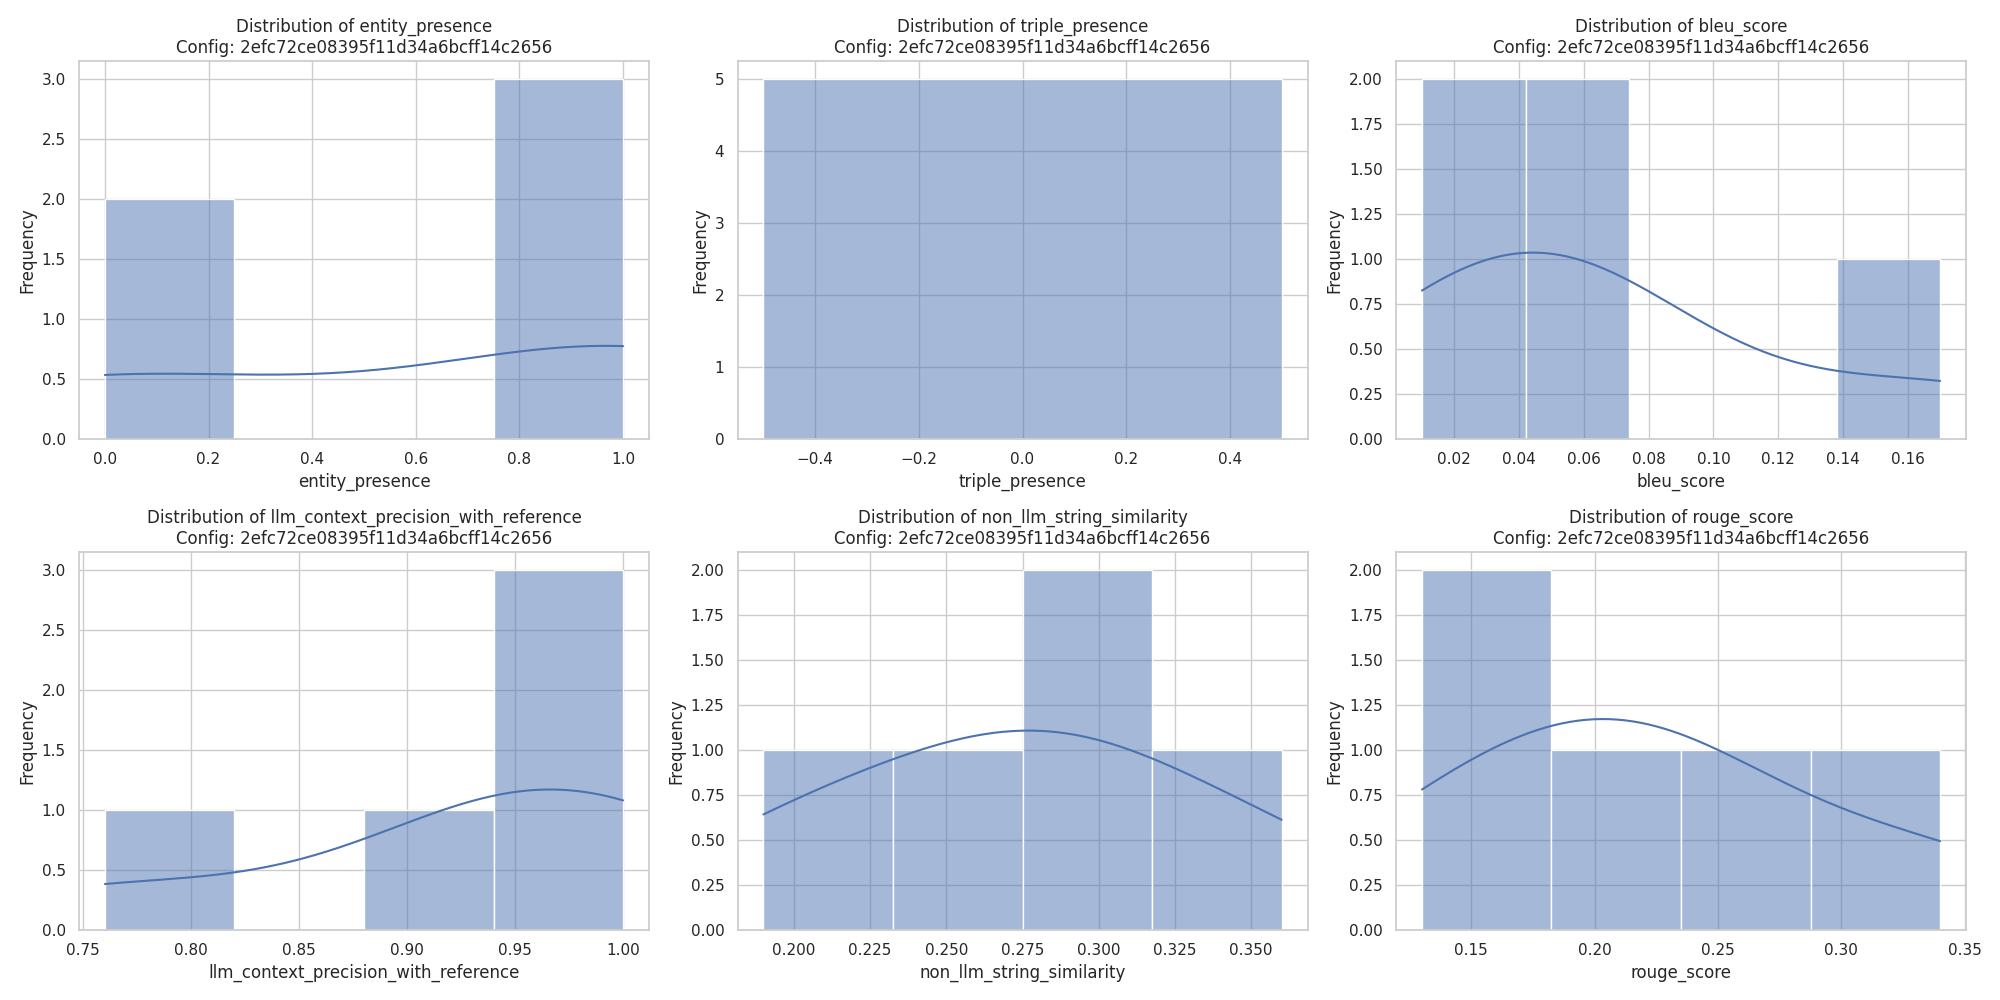 Distribution of entity_presence
Config: 2efc72ce08395f11d34a6bcff14c2656
3.0
2.5
2.0
1.5
1.0
0.5
0.0
Frequency
0.0 0.2 0.4 0.6 0.8 1.0
entity_presence
Distribution of triple_presence
Config: 2efc72ce08395f11d34a6bcff14c2656
5
4
3
2
1
0
Frequency
−0.4 −0.2 0.0 0.2 0.4
triple_presence
Distribution of bleu_score
Config: 2efc72ce08395f11d34a6bcff14c2656
2.00
1.75
1.50
1.25
1.00
0.75
0.50
0.25
0.00
Frequency
0.02 0.04 0.06 0.08 0.10 0.12 0.14 0.16
bleu_score
Distribution of llm_context_precision_with_reference
Config: 2efc72ce08395f11d34a6bcff14c2656
3.0
2.5
2.0
1.5
1.0
0.5
0.0
Frequency
0.75 0.80 0.85 0.90 0.95 1.00
llm_context_precision_with_reference
Distribution of non_llm_string_similarity
Config: 2efc72ce08395f11d34a6bcff14c2656
2.00
1.75
1.50
1.25
1.00
0.75
0.50
0.25
0.00
Frequency
0.200 0.225 0.250 0.275 0.300 0.325 0.350
non_llm_string_similarity
Distribution of rouge_score
Config: 2efc72ce08395f11d34a6bcff14c2656
2.00
1.75
1.50
1.25
1.00
0.75
0.50
0.25
0.00
Frequency
0.15 0.20 0.25 0.30 0.35
rouge_score